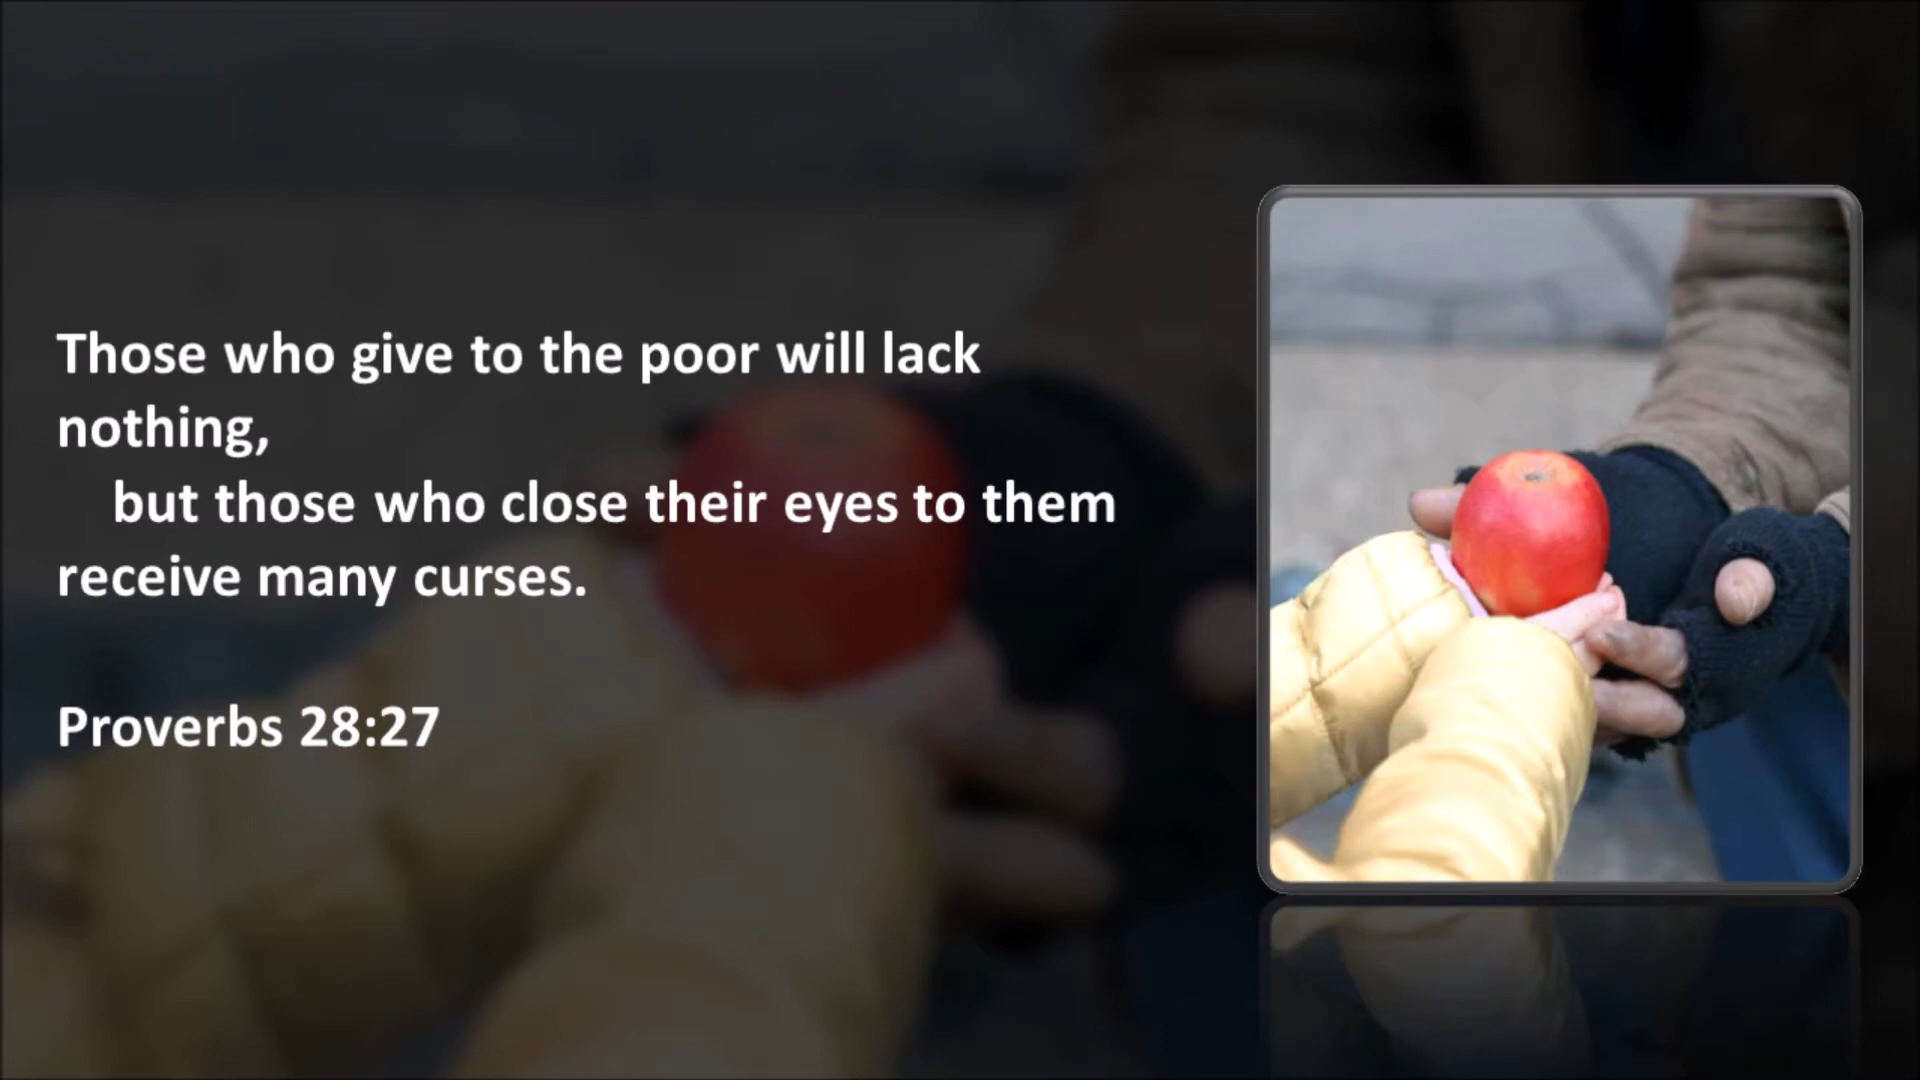 Those who give to the poor will lack
nothing,
but those who close their eyes to them
receive many curses.
Proverbs 28:27